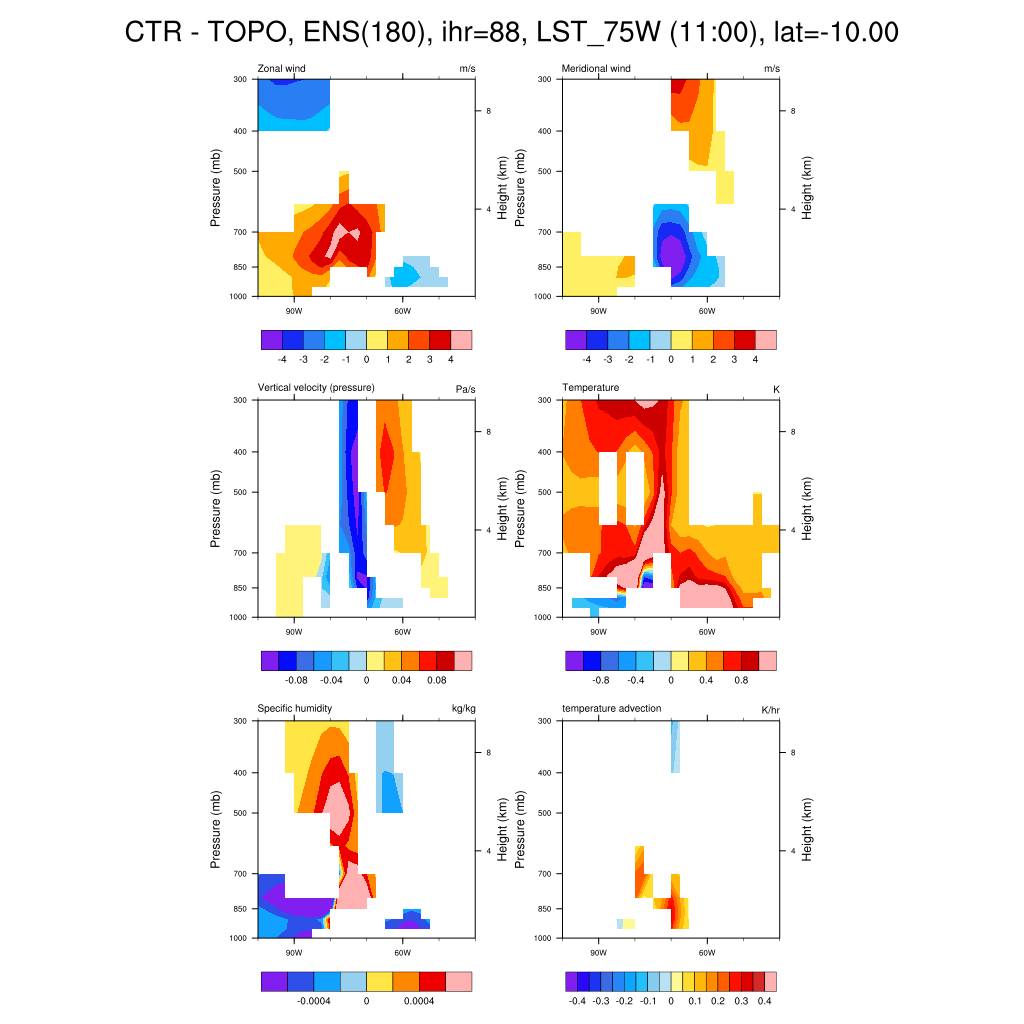 CTR - TOPO, ENS(180), ihr=88, LST_75W (11:00), lat=-10.00
Zonal wind m/s
Meridional wind m/s
300
400
500
700
850
1000
Pressure (mb)
8
4
Height (km)
90W 60W
-4 -3 -2 -1 0 1 2 3 4
300
400
500
700
850
1000
Pressure (mb)
8
4
Height (km)
90W 60W
-4 -3 -2 -1 0 1 2 3 4
Vertical velocity (pressure) Pa/s
Temperature K
300
400
500
700
850
1000
Pressure (mb)
8
4
Height (km)
90W 60W
-0.08 -0.04 0 0.04 0.08
300
400
500
700
850
1000
Pressure (mb)
8
4
Height (km)
90W 60W
-0.8 -0.4 0 0.4 0.8
Specific humidity kg/kg
temperature advection K/hr
300
400
500
700
850
1000
Pressure (mb)
8
4
Height (km)
90W 60W
-0.0004 0 0.0004
300
400
500
700
850
1000
Pressure (mb)
8
4
Height (km)
90W 60W
-0.4 -0.3 -0.2 -0.1 0 0.1 0.2 0.3 0.4